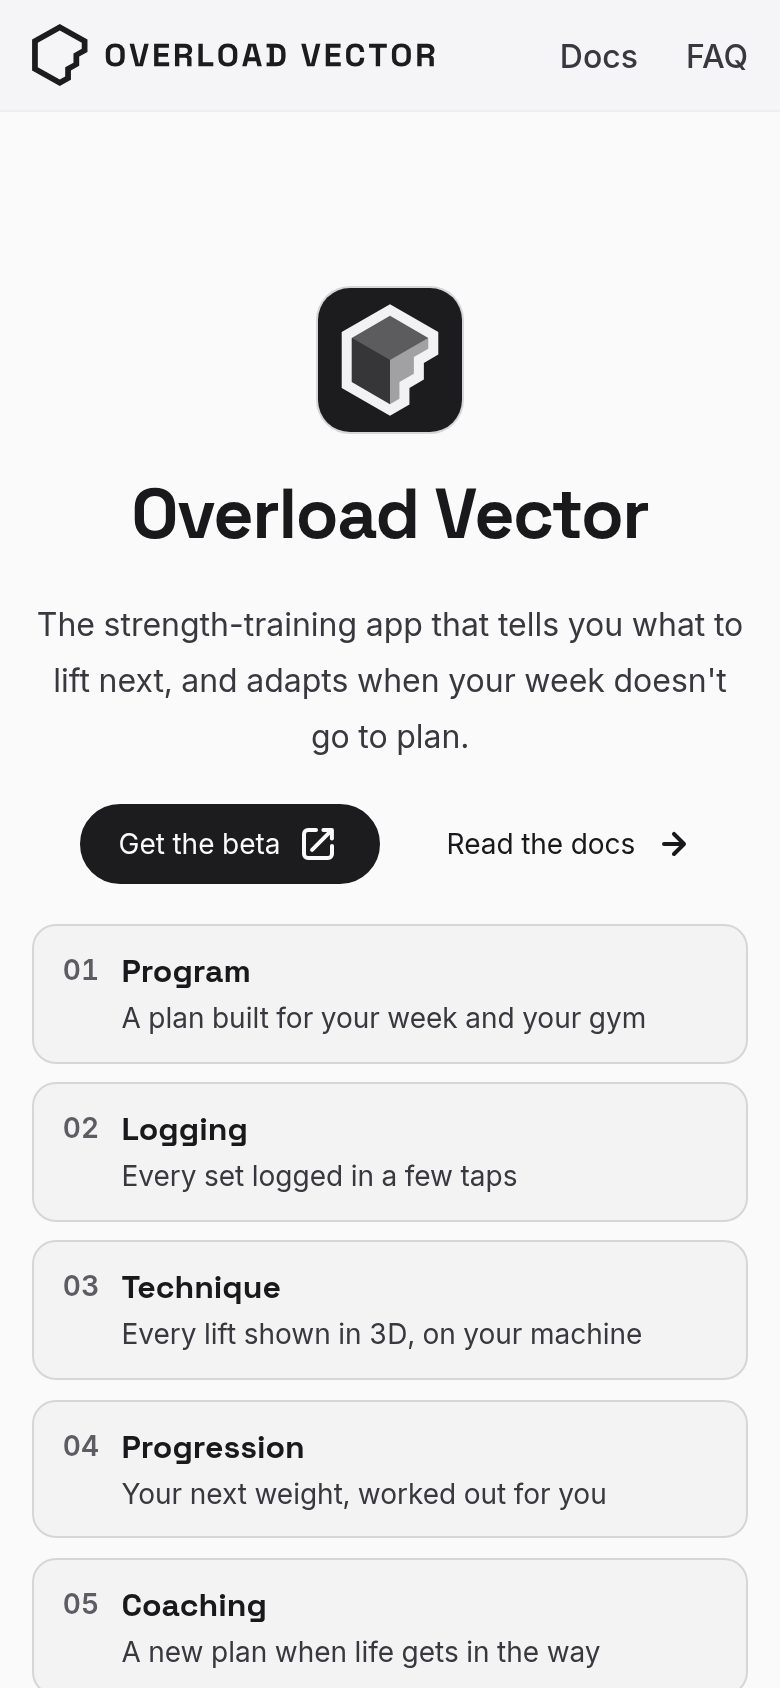 OVERLOAD VECTOR
Docs
FAQ
Overload Vector
The strength-training app that tells you what to
lift next, and adapts when your week doesn't
go to plan.
Get the beta
Read the docs
01 Program
A plan built for your week and your gym
02 Logging
Every set logged in a few taps
03 Technique
Every lift shown in 3D, on your machine
04 Progression
Your next weight, worked out for you
05 Coaching
A new plan when life gets in the way